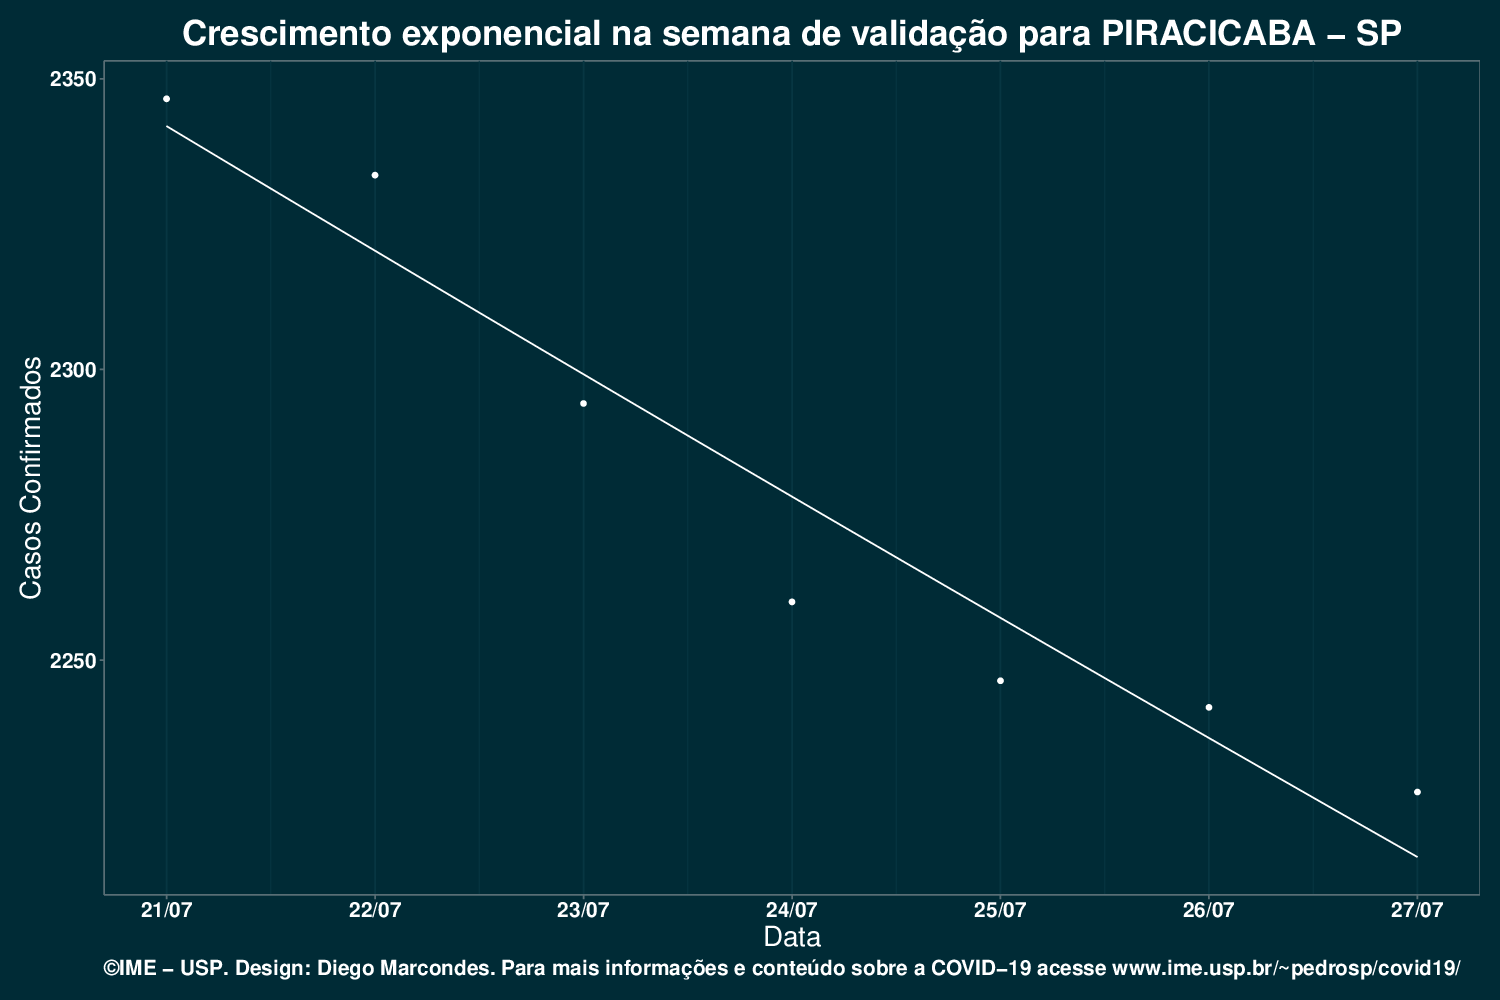 Crescimento exponencial na semana de validação para PIRACICABA − SP
2350
2300
2250
Casos Confirmados
21/07 22/07 23/07 24/07 25/07 26/07 27/07
Data
©IME − USP. Design: Diego Marcondes. Para mais informações e conteúdo sobre a COVID−19 acesse www.ime.usp.br/~pedrosp/covid19/